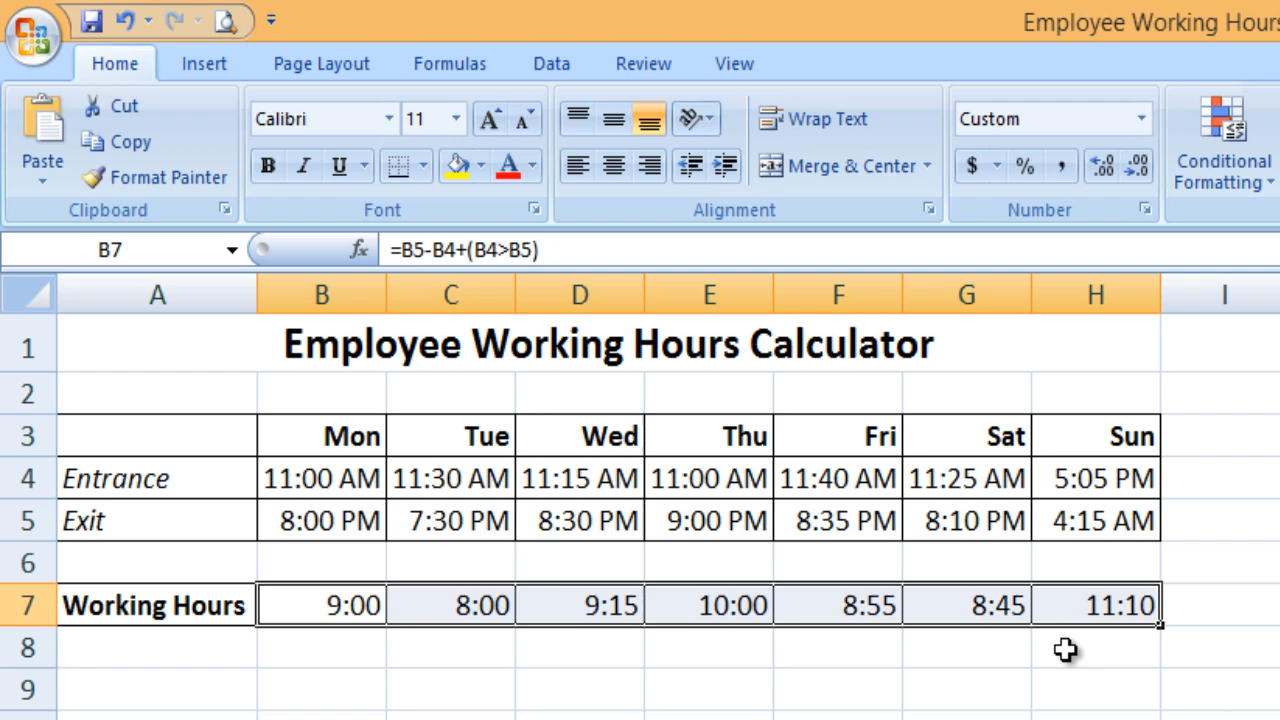 Employee Working Hours
Home Insert Page Layout Formulas Data Review View
Paste Cut Copy Format Painter
Clipboard
Calibri 11
B I U A
Font
Wrap Text
Merge & Center
Alignment
Custom
$ % , .00
Number
Conditional Formatting
B7 fx =B5-B4+(B4>B5)
A B C D E F G H I
1 Employee Working Hours Calculator
2
3 Mon Tue Wed Thu Fri Sat Sun
4 Entrance 11:00 AM 11:30 AM 11:15 AM 11:00 AM 11:40 AM 11:25 AM 5:05 PM
5 Exit 8:00 PM 7:30 PM 8:30 PM 9:00 PM 8:35 PM 8:10 PM 4:15 AM
6
7 Working Hours 9:00 8:00 9:15 10:00 8:55 8:45 11:10
8
9